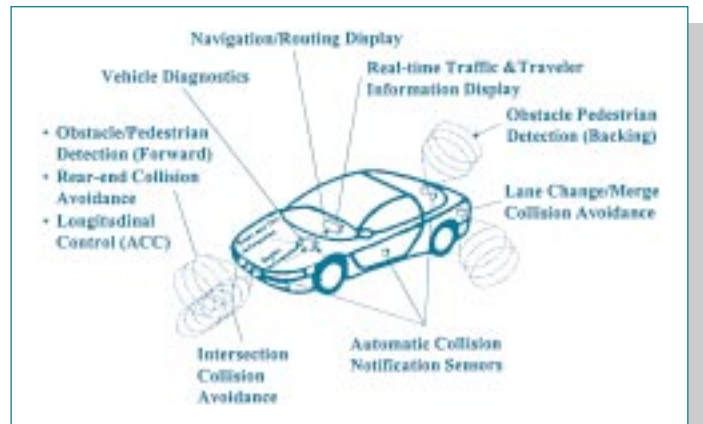 Navigation/Routing Display
Vehicle Diagnostics
Real-time Traffic & Traveler
Information Display
• Obstacle/Pedestrian
Detection (Forward)
• Rear-end Collision
Avoidance
• Longitudinal
Control (ACC)
Obstacle Pedestrian
Detection (Backing)
Lane Change/Merge
Collision Avoidance
Intersection
Collision
Avoidance
Automatic Collision
Notification Sensors